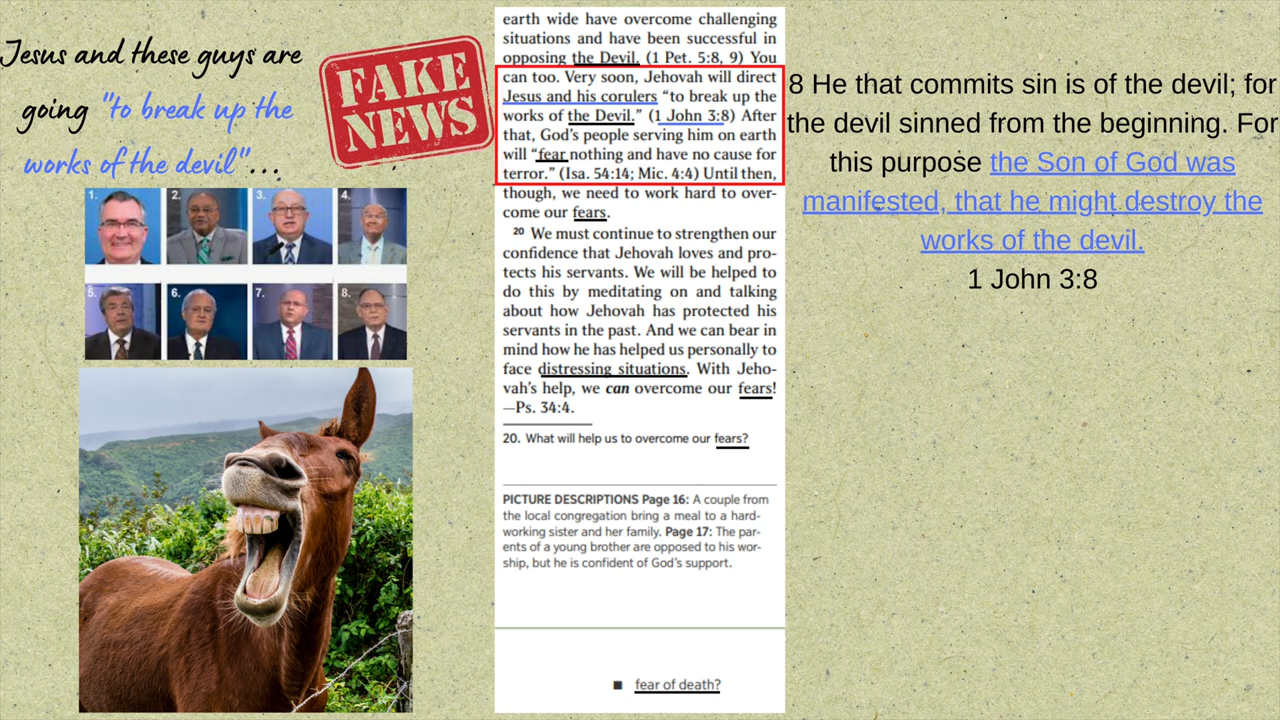 Jesus and these guys are
going "to break up the
works of the devil"...
FAKE
NEWS
1.
2.
3.
4.
5.
6.
7.
8.
earth wide have overcome challenging
situations and have been successful in
opposing the Devil. (1 Pet. 5:8, 9) You
can too. Very soon, Jehovah will direct
Jesus and his corulers “to break up the
works of the Devil.” (1 John 3:8) After
that, God’s people serving him on earth
will “fear nothing and have no cause for
terror.” (Isa. 54:14; Mic. 4:4) Until then,
though, we need to work hard to over-
come our fears.
20 We must continue to strengthen our
confidence that Jehovah loves and pro-
tects his servants. We will be helped to
do this by meditating on and talking
about how Jehovah has protected his
servants in the past. And we can bear in
mind how he has helped us personally to
face distressing situations. With Jeho-
vah’s help, we can overcome our fears!
—Ps. 34:4.
20. What will help us to overcome our fears?
PICTURE DESCRIPTIONS Page 16: A couple from
the local congregation bring a meal to a hard-
working sister and her family. Page 17: The par-
ents of a young brother are opposed to his wor-
ship, but he is confident of God’s support.
■ fear of death?
8 He that commits sin is of the devil; for
the devil sinned from the beginning. For
this purpose the Son of God was
manifested, that he might destroy the
works of the devil.
1 John 3:8